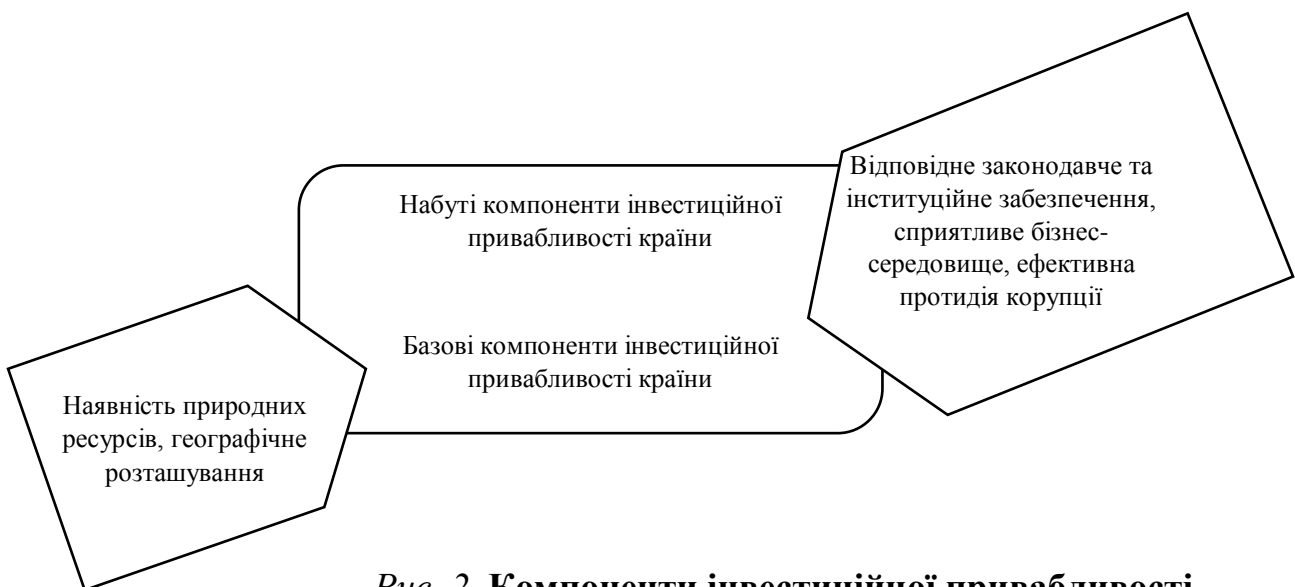 Набуті компоненти інвестиційної
привабливості країни
Базові компоненти інвестиційної
привабливості країни
Відповідне законодавче та
інституційне забезпечення,
сприятливе бізнес-
середовище, ефективна
протидія корупції
Наявність природних
ресурсів, географічне
розташування
Рис. 2. Компоненти інвестиційної привабливості